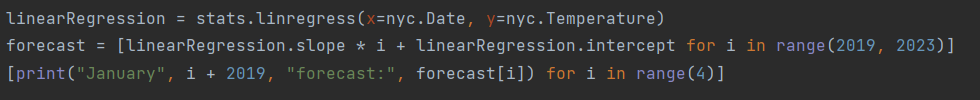 linearRegression = stats.linregress(x=nyc.Date, y=nyc.Temperature)
forecast = [linearRegression.slope * i + linearRegression.intercept for i in range(2019, 2023)]
[print("January", i + 2019, "forecast:", forecast[i]) for i in range(4)]